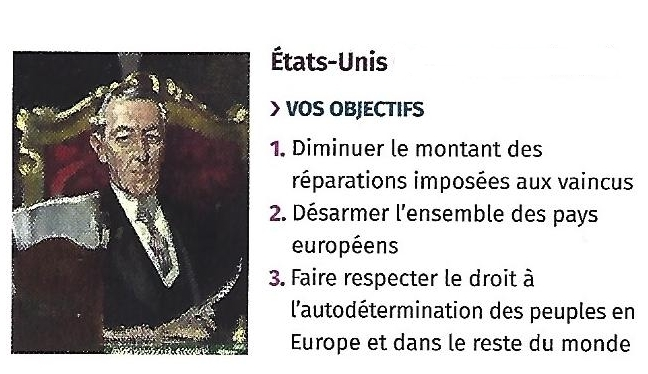 États-Unis
> VOS OBJECTIFS
1. Diminuer le montant des
réparations imposées aux vaincus
2. Désarmer l'ensemble des pays
européens
3. Faire respecter le droit à
l'autodétermination des peuples en
Europe et dans le reste du monde